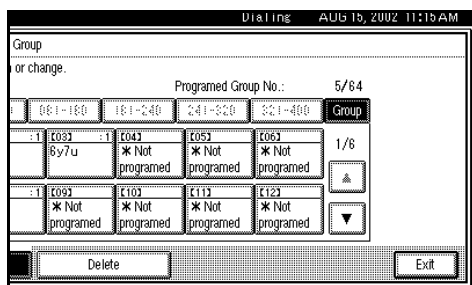 Dialing AUG 15, 2002 11:15AM
Group
or change.
Programed Group No.: 5/64
081-160 161-240 241-320 321-400 Group
:1 [03] :1 [04] [05] [06] 1/6
6y7u * Not * Not * Not
programed programed programed
:1 [09] [10] [11] [12]
* Not * Not * Not * Not
programed programed programed programed
▲
▼
Delete Exit